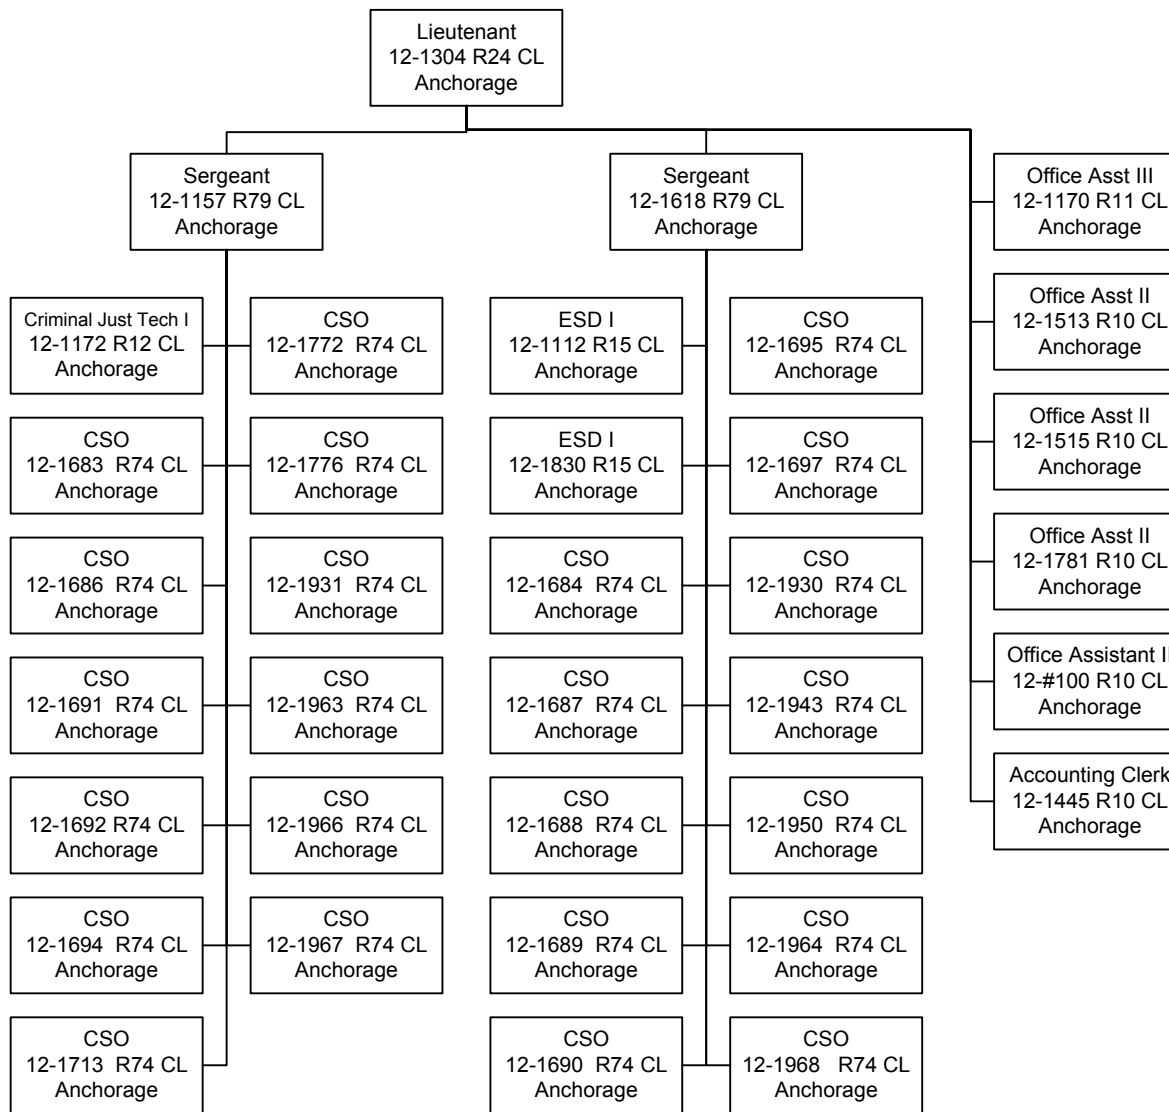 Lieutenant
12-1304 R24 CL
Anchorage
Sergeant
12-1157 R79 CL
Anchorage
Criminal Just Tech I
12-1172 R12 CL
Anchorage
CSO
12-1683 R74 CL
Anchorage
CSO
12-1686 R74 CL
Anchorage
CSO
12-1691 R74 CL
Anchorage
CSO
12-1692 R74 CL
Anchorage
CSO
12-1694 R74 CL
Anchorage
CSO
12-1713 R74 CL
Anchorage
CSO
12-1772 R74 CL
Anchorage
CSO
12-1776 R74 CL
Anchorage
CSO
12-1931 R74 CL
Anchorage
CSO
12-1963 R74 CL
Anchorage
CSO
12-1966 R74 CL
Anchorage
CSO
12-1967 R74 CL
Anchorage
Sergeant
12-1618 R79 CL
Anchorage
ESD I
12-1112 R15 CL
Anchorage
ESD I
12-1830 R15 CL
Anchorage
CSO
12-1684 R74 CL
Anchorage
CSO
12-1687 R74 CL
Anchorage
CSO
12-1688 R74 CL
Anchorage
CSO
12-1689 R74 CL
Anchorage
CSO
12-1690 R74 CL
Anchorage
CSO
12-1695 R74 CL
Anchorage
CSO
12-1697 R74 CL
Anchorage
CSO
12-1930 R74 CL
Anchorage
CSO
12-1943 R74 CL
Anchorage
CSO
12-1950 R74 CL
Anchorage
CSO
12-1964 R74 CL
Anchorage
CSO
12-1968 R74 CL
Anchorage
Office Asst III
12-1170 R11 CL
Anchorage
Office Asst II
12-1513 R10 CL
Anchorage
Office Asst II
12-1515 R10 CL
Anchorage
Office Asst II
12-1781 R10 CL
Anchorage
Office Assistant II
12-#100 R10 CL
Anchorage
Accounting Clerk
12-1445 R10 CL
Anchorage